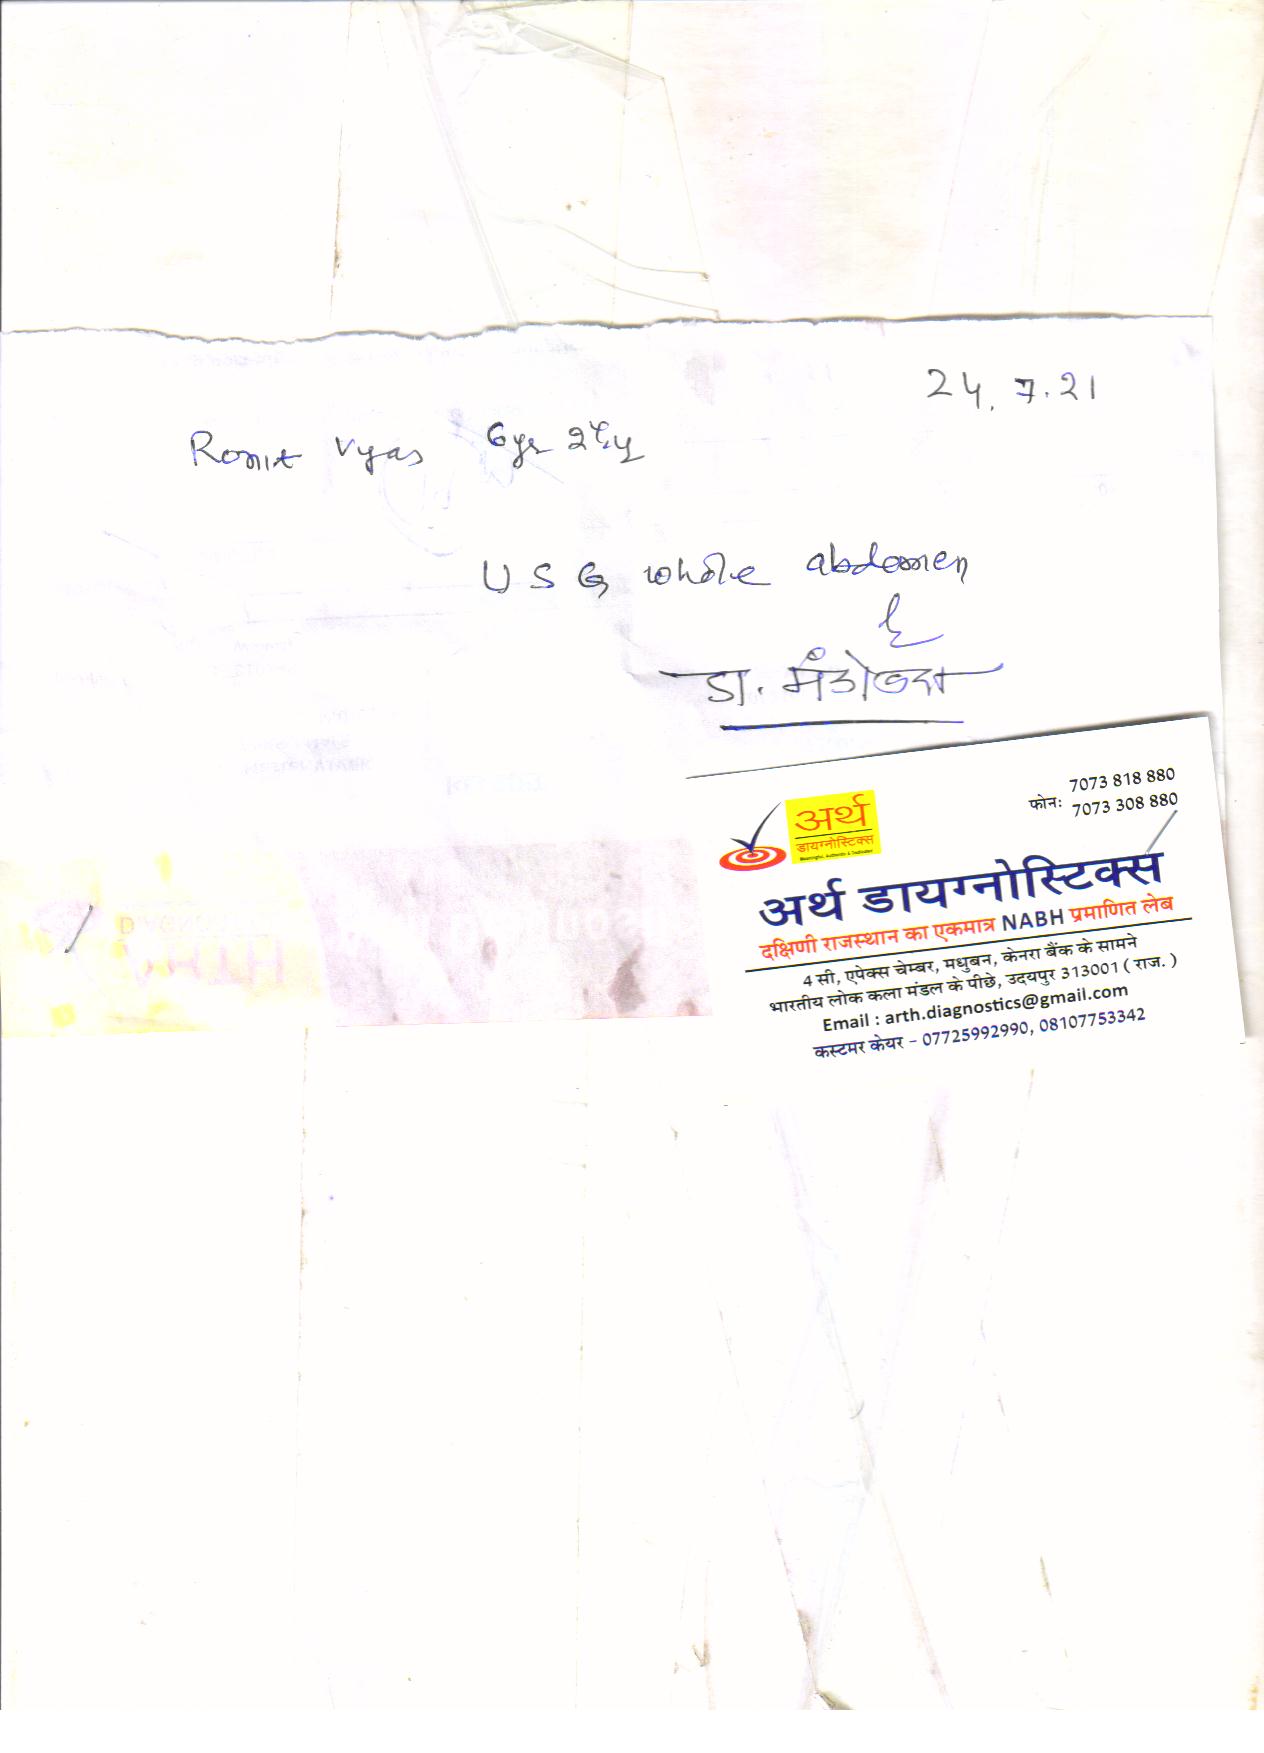 24.7.21
Romit Vyas 6yr
USG whole abdomen
डा.
फोन: 7073 818 880
7073 308 880
अर्थ
डायग्नोस्टिक्स
अर्थ डायग्नोस्टिक्स
दक्षिणी राजस्थान का एकमात्र NABH प्रमाणित लेब
4 सी, एपेक्स चेम्बर, मधुबन, केनरा बैंक के सामने
भारतीय लोक कला मंडल के पीछे, उदयपुर 313001 ( राज. )
Email : arth.diagnostics@gmail.com
कस्टमर केयर - 07725992990, 08107753342